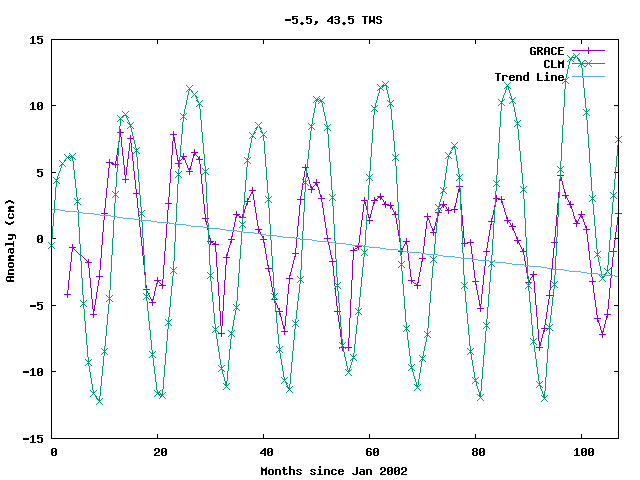 -5.5, 43.5 TWS
GRACE
CLM
Trend Line
15
10
5
0
-5
-10
-15
Anomaly (cm)
0 20 40 60 80 100
Months since Jan 2002